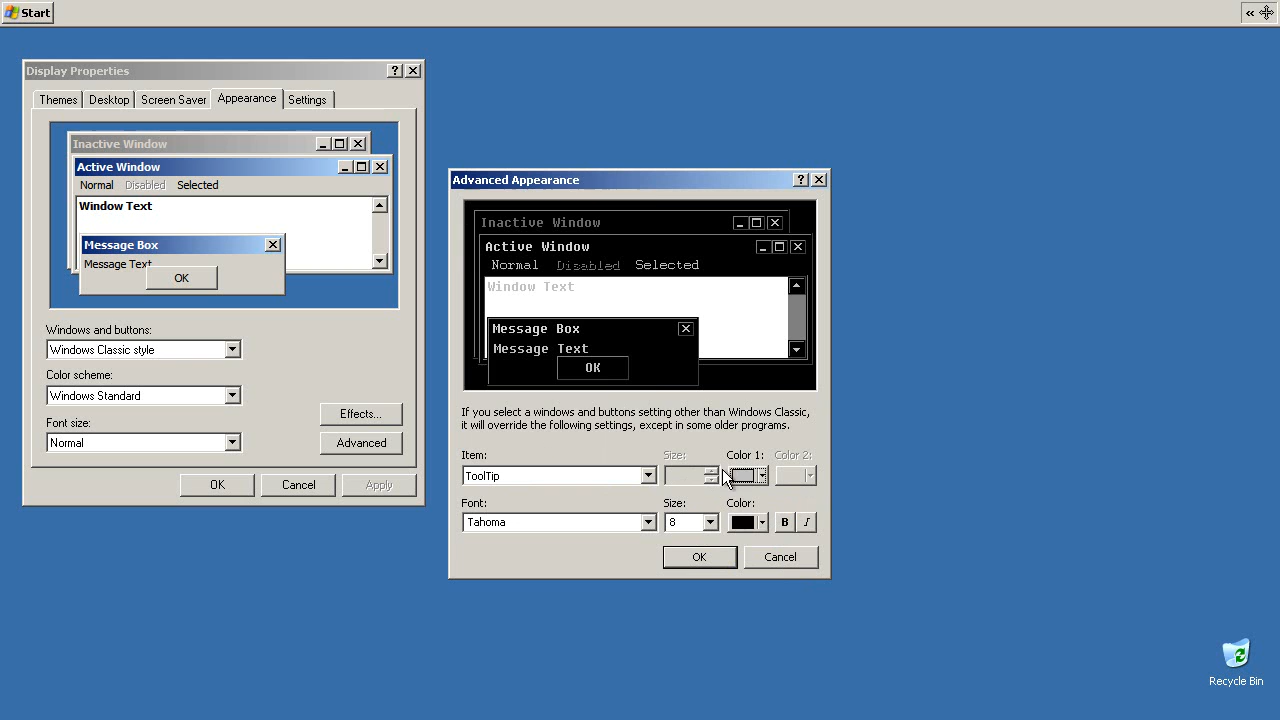 Start
«
Display Properties
?
Themes
Desktop
Screen Saver
Appearance
Settings
Inactive Window
Active Window
Normal
Disabled
Selected
Window Text
Message Box
Message Text
OK
Windows and buttons:
Windows Classic style
Color scheme:
Windows Standard
Font size:
Normal
Effects...
Advanced
OK
Cancel
Apply
Advanced Appearance
?
Inactive Window
Active Window
Normal
Disabled
Selected
Window Text
Message Box
Message Text
OK
If you select a windows and buttons setting other than Windows Classic,
it will override the following settings, except in some older programs.
Item:
Size:
Color 1:
Color 2:
ToolTip
Font:
Size:
Color:
Tahoma
8
B
I
OK
Cancel
Recycle Bin